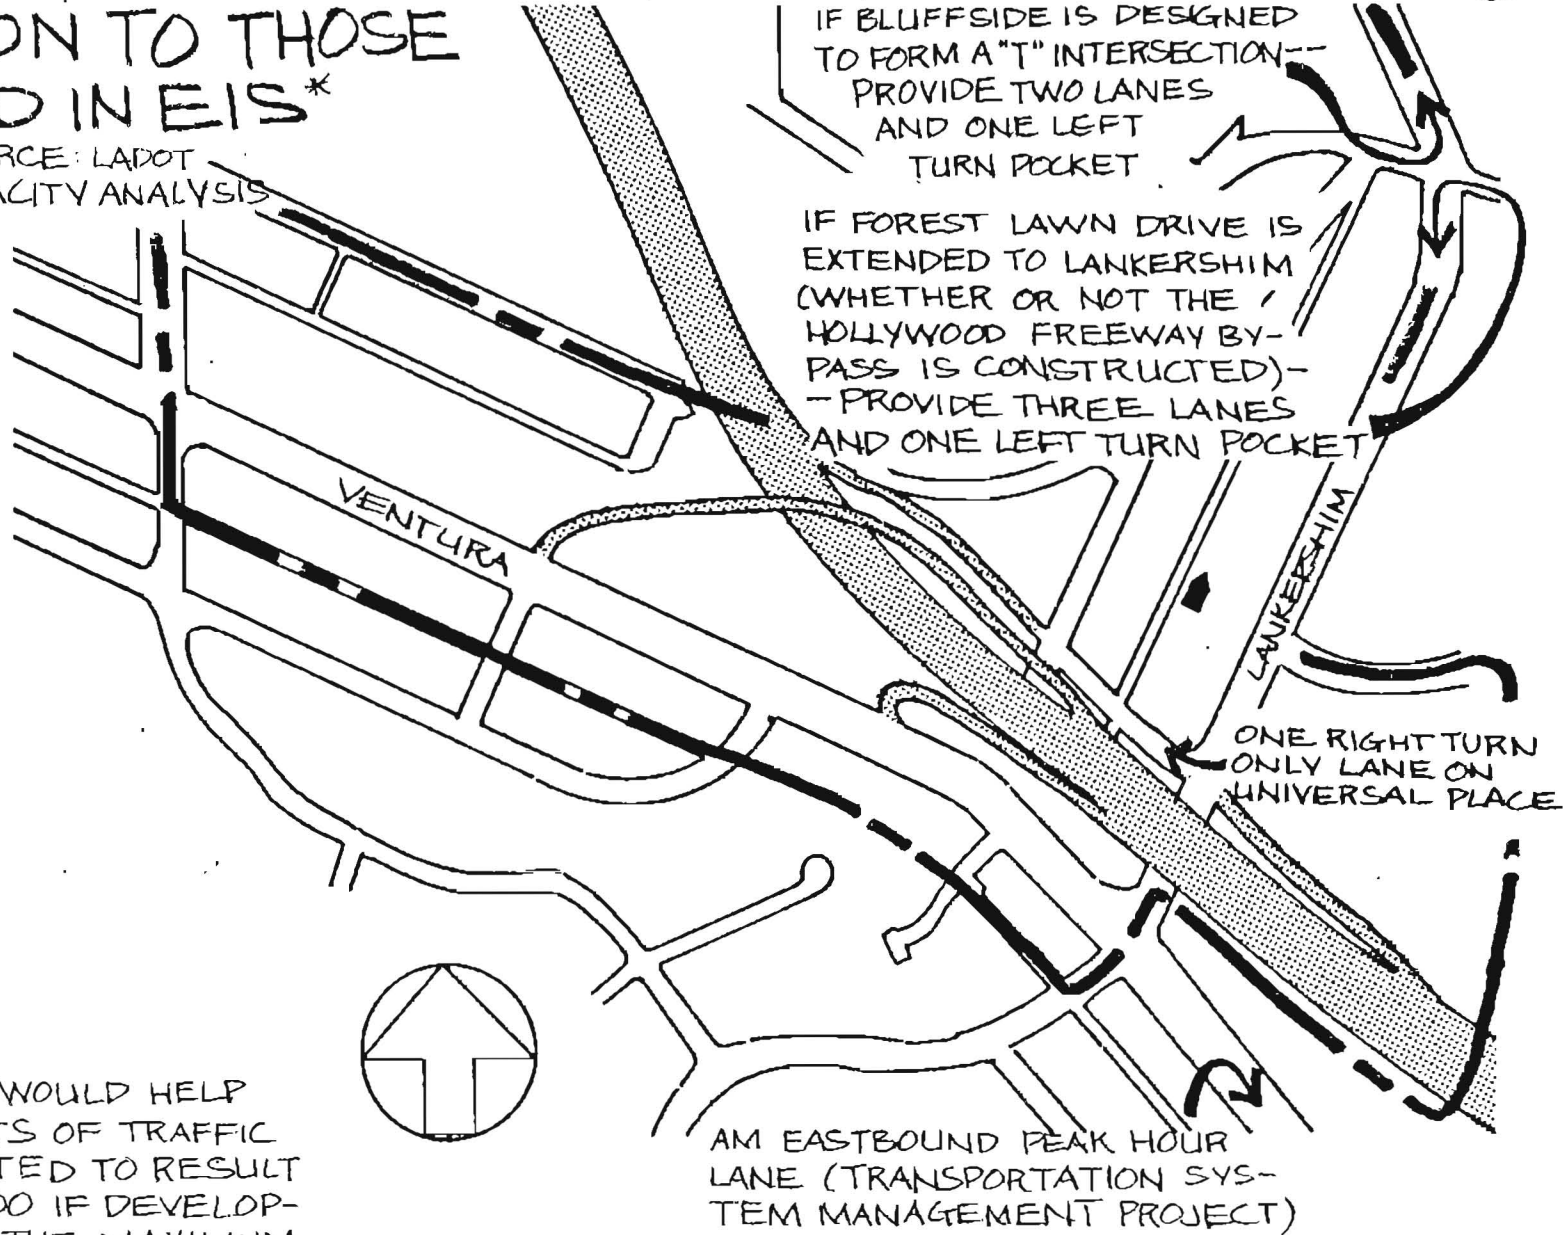 ON TO THOSE
D IN EIS*
RCE: LADOT
ACITY ANALYSIS
IF BLUFFSIDE IS DESIGNED
TO FORM A "T" INTERSECTION--
PROVIDE TWO LANES
AND ONE LEFT
TURN POCKET
IF FOREST LAWN DRIVE IS
EXTENDED TO LANKERSHIM
(WHETHER OR NOT THE
HOLLYWOOD FREEWAY BY-
PASS IS CONSTRUCTED)-
-PROVIDE THREE LANES
AND ONE LEFT TURN POCKET
VENTURA
LANKERSHIM
ONE RIGHT TURN
ONLY LANE ON
UNIVERSAL PLACE
WOULD HELP
TS OF TRAFFIC
TED TO RESULT
00 IF DEVELOP-
THE MAXIMUM
AM EASTBOUND PEAK HOUR
LANE (TRANSPORTATION SYS-
TEM MANAGEMENT PROJECT)